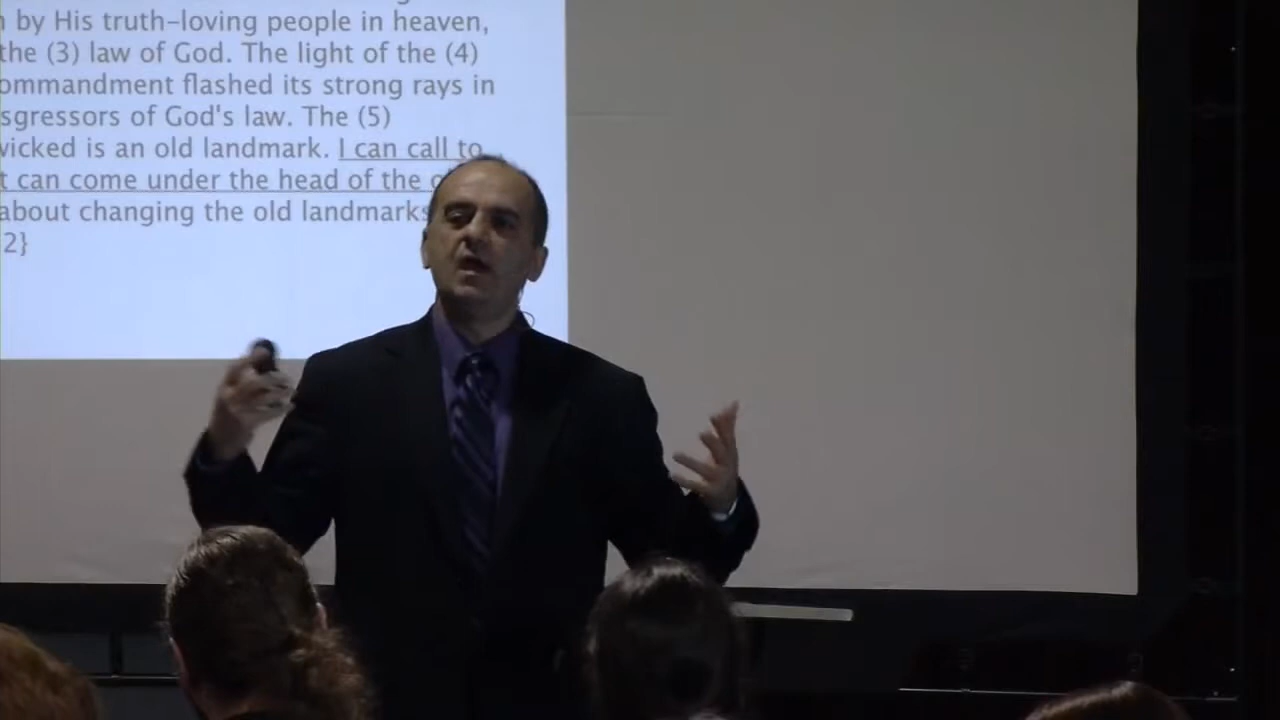 by His truth-loving people in heaven,
the (3) law of God. The light of the (4)
ommandment flashed its strong rays in
sgressors of God's law. The (5)
wicked is an old landmark. I can call to
t can come under the head of the
about changing the old landmarks
2}